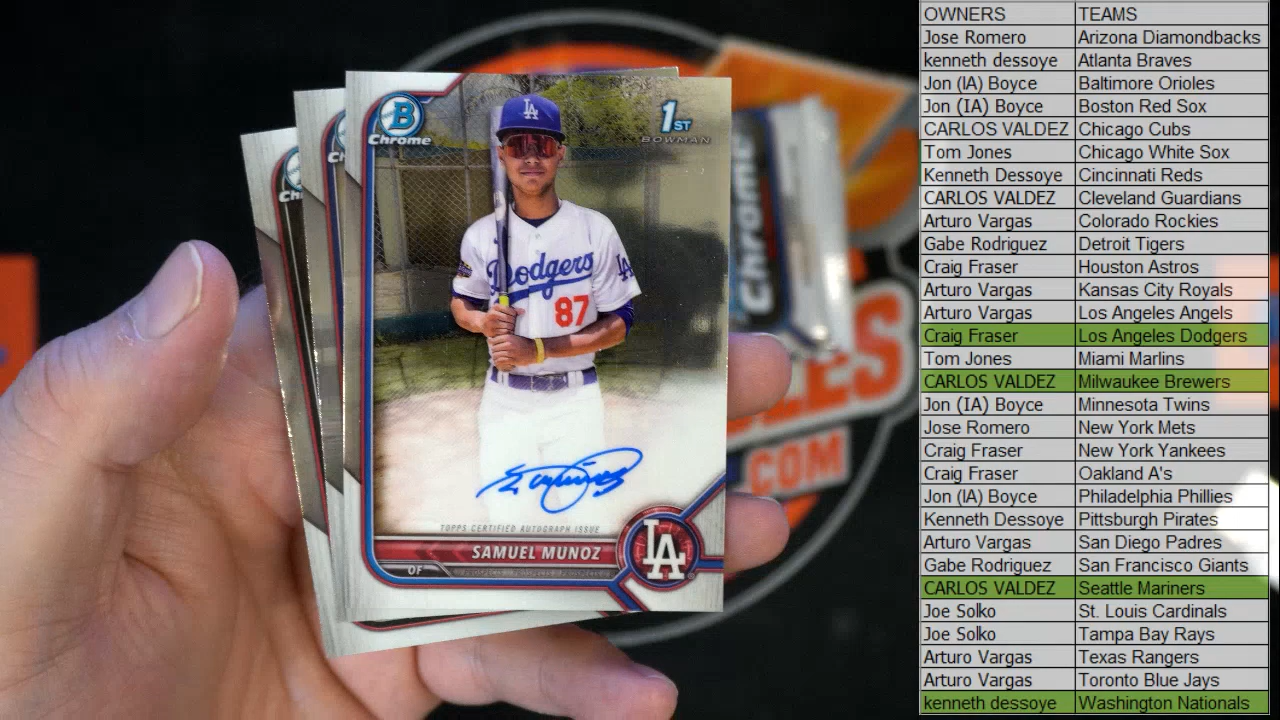 B
Chrome
1ST
BOWMAN
LA
Dodgers
LA
87
TOPPS CERTIFIED AUTOGRAPH ISSUE
SAMUEL MUNOZ
OF
PROSPECTS // PROSPECTS // PROSPECTS
LA
Ch
Ch
Chrome
LES
.COM
OWNERS TEAMS
Jose Romero Arizona Diamondbacks
kenneth dessoye Atlanta Braves
Jon (IA) Boyce Baltimore Orioles
Jon (IA) Boyce Boston Red Sox
CARLOS VALDEZ Chicago Cubs
Tom Jones Chicago White Sox
Kenneth Dessoye Cincinnati Reds
CARLOS VALDEZ Cleveland Guardians
Arturo Vargas Colorado Rockies
Gabe Rodriguez Detroit Tigers
Craig Fraser Houston Astros
Arturo Vargas Kansas City Royals
Arturo Vargas Los Angeles Angels
Craig Fraser Los Angeles Dodgers
Tom Jones Miami Marlins
CARLOS VALDEZ Milwaukee Brewers
Jon (IA) Boyce Minnesota Twins
Jose Romero New York Mets
Craig Fraser New York Yankees
Craig Fraser Oakland A's
Jon (IA) Boyce Philadelphia Phillies
Kenneth Dessoye Pittsburgh Pirates
Arturo Vargas San Diego Padres
Gabe Rodriguez San Francisco Giants
CARLOS VALDEZ Seattle Mariners
Joe Solko St. Louis Cardinals
Joe Solko Tampa Bay Rays
Arturo Vargas Texas Rangers
Arturo Vargas Toronto Blue Jays
kenneth dessoye Washington Nationals